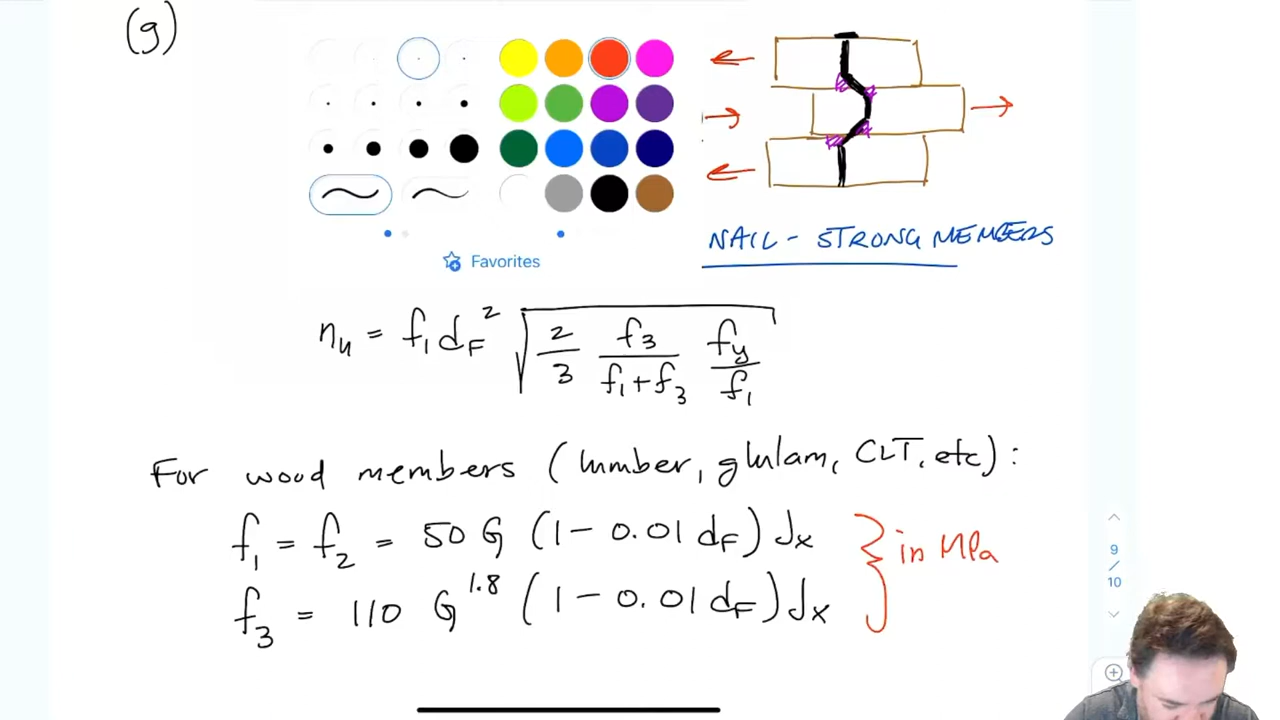 (g)
NAIL - STRONG MEMBERS
Favorites
n_u = f_1 d_F^2 √(2/3 f_3/(f_1+f_3) f_y/f_1)
For wood members (lumber, glulam, CLT, etc):
f_1 = f_2 = 50 G (1 - 0.01 d_F) J_x
f_3 = 110 G^1.8 (1 - 0.01 d_F) J_x
} in MPa
9
/
10